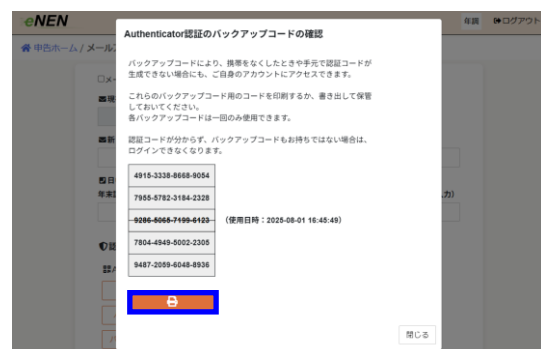 eNEN
年調
ログアウト
申告ホーム / メールア
Authenticator認証のバックアップコードの確認
バックアップコードにより、携帯をなくしたときや手元で認証コードが
生成できない場合にも、ご自身のアカウントにアクセスできます。
これらのバックアップコード用のコードを印刷するか、書き出して保管
しておいてください。
各バックアップコードは一回のみ使用できます。
認証コードが分からず、バックアップコードもお持ちではない場合は、
ログインできなくなります。
4915-3338-8668-9054
7955-5782-3184-2328
9286-5065-7199-6123 (使用日時：2025-08-01 16:45:49)
7804-4949-5002-2305
9487-2059-6048-8936
閉じる